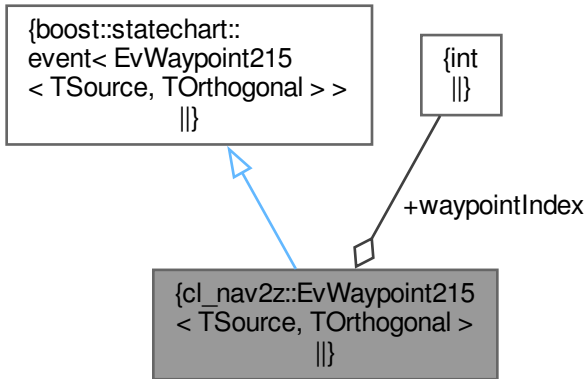 {boost::statechart::
event< EvWaypoint215
< TSource, TOrthogonal > >
||}
{int
||}
+waypointIndex
{cl_nav2z::EvWaypoint215
< TSource, TOrthogonal >
||}